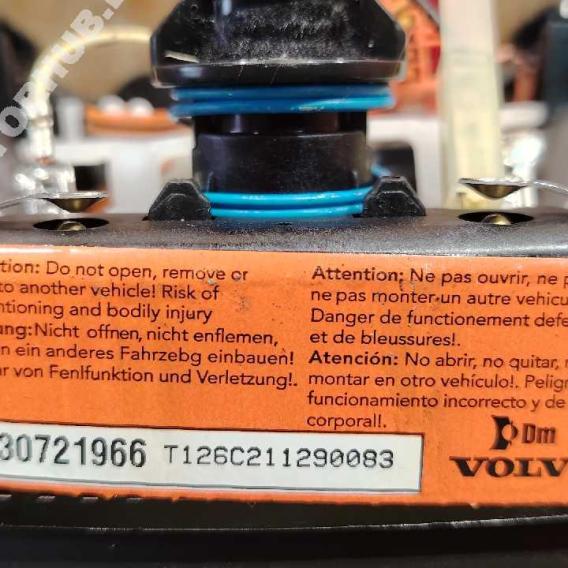 tion: Do not open, remove or
to another vehicle! Risk of
tioning and bodily injury
ung: Nicht offnen, nicht enflemen,
n ein anderes Fahrzebg einbauen!
r von Fenlfunktion und Verletzung!.
Attention: Ne pas ouvrir, ne p
ne pas monter un autre vehicu
Danger de functionement defe
et de bleussures!.
Atención: No abrir, no quitar, n
montar en otro vehículo!. Pelig
funcionamiento incorrecto y de
corporal!.
30721966 T126C211290083
Dm
VOLV